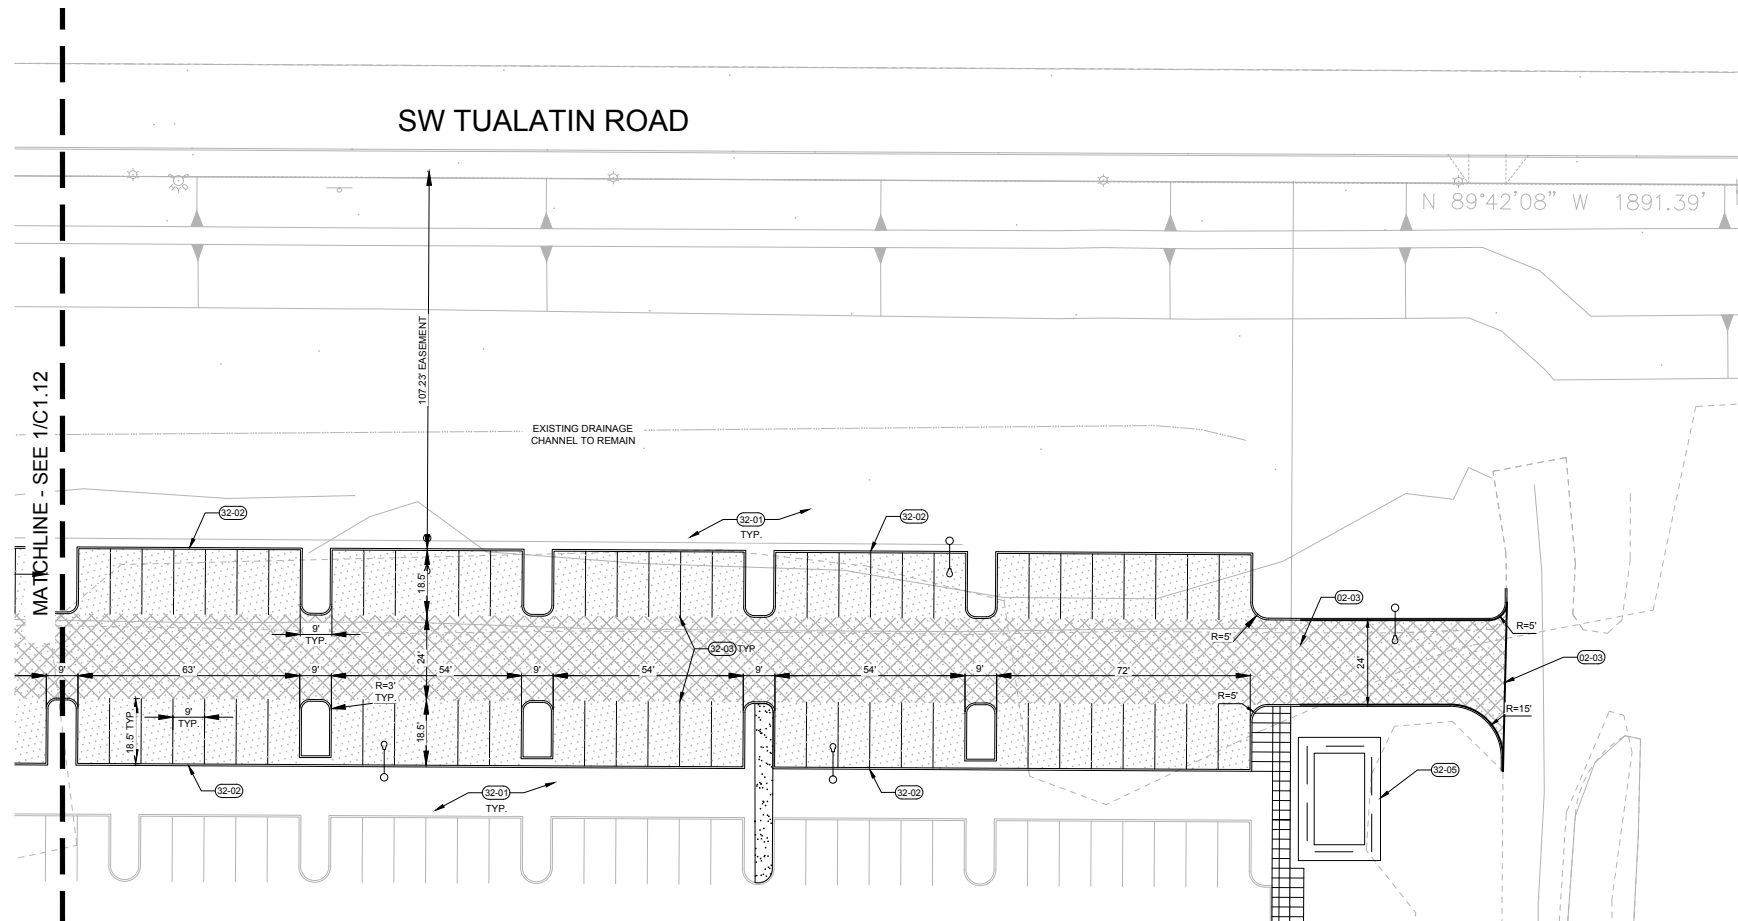 SW TUALATIN ROAD
N 89°42'08" W 1891.39'
107.23' EASEMENT
MATCHLINE - SEE 1/C1.12
EXISTING DRAINAGE
CHANNEL TO REMAIN
32-02
32-01
TYP.
32-02
18.5'
02-03
9'
TYP.
R=5'
R=5'
24'
32-03 TYP
24'
02-03
9'
63'
9'
54'
9'
54'
9'
54'
9'
72'
R=3'
TYP.
R=5'
R=15'
9'
TYP.
18.5' TYP.
18.5'
32-05
32-02
32-01
TYP.
32-02